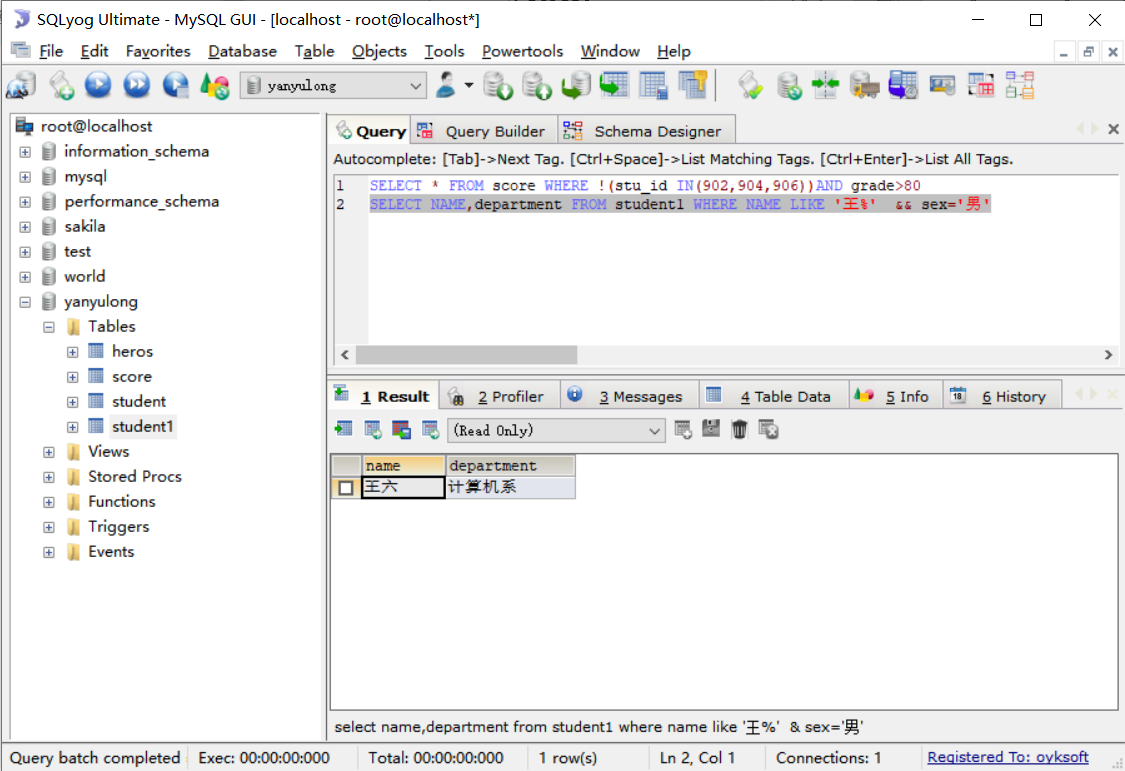 SQLyog Ultimate - MySQL GUI - [localhost - root@localhost*]
File Edit Favorites Database Table Objects Tools Powertools Window Help
yanyulong
root@localhost
information_schema
mysql
performance_schema
sakila
test
world
yanyulong
Tables
heros
score
student
student1
Views
Stored Procs
Functions
Triggers
Events
Query Query Builder Schema Designer
Autocomplete: [Tab]->Next Tag. [Ctrl+Space]->List Matching Tags. [Ctrl+Enter]->List All Tags.
1 SELECT * FROM score WHERE !(stu_id IN(902,904,906))AND grade>80
2 SELECT NAME,department FROM student1 WHERE NAME LIKE '王%'  && sex='男'
1 Result 2 Profiler 3 Messages 4 Table Data 5 Info 18 6 History
(Read Only)
name department
王六 计算机系
select name,department from student1 where name like '王%'  & sex='男'
Query batch completed Exec: 00:00:00:000 Total: 00:00:00:000 1 row(s) Ln 2, Col 1 Connections: 1 Registered To: oyksoft